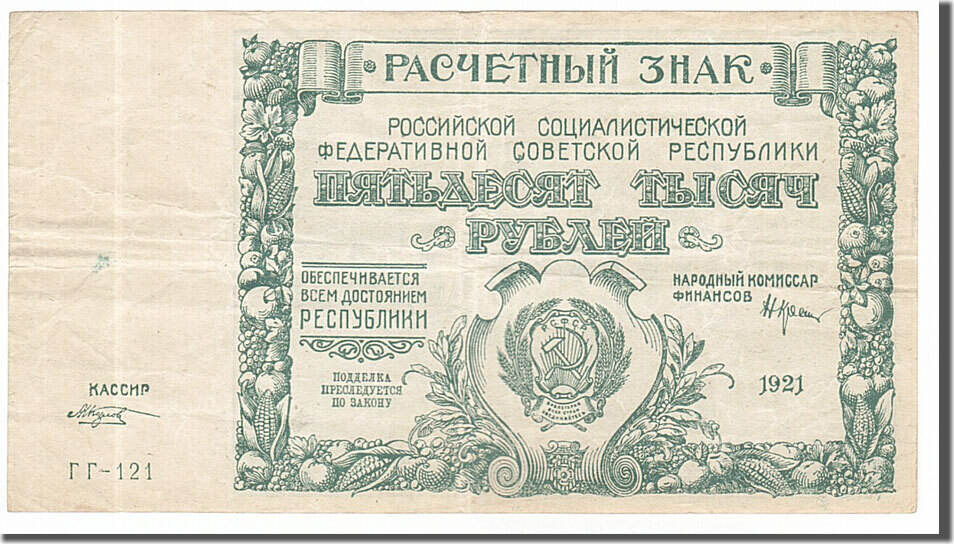 РАСЧЕТНЫЙ ЗНАК
РОССИЙСКОЙ СОЦИАЛИСТИЧЕСКОЙ
ФЕДЕРАТИВНОЙ СОВЕТСКОЙ РЕСПУБЛИКИ
ПЯТЬДЕСЯТ ТЫСЯЧ
РУБЛЕЙ
ОБЕСПЕЧИВАЕТСЯ
ВСЕМ ДОСТОЯНИЕМ
РЕСПУБЛИКИ
НАРОДНЫЙ КОМИССАР
ФИНАНСОВ
ПОДДЕЛКА
ПРЕСЛЕДУЕТСЯ
ПО ЗАКОНУ
1921
КАССИР
ГГ-121